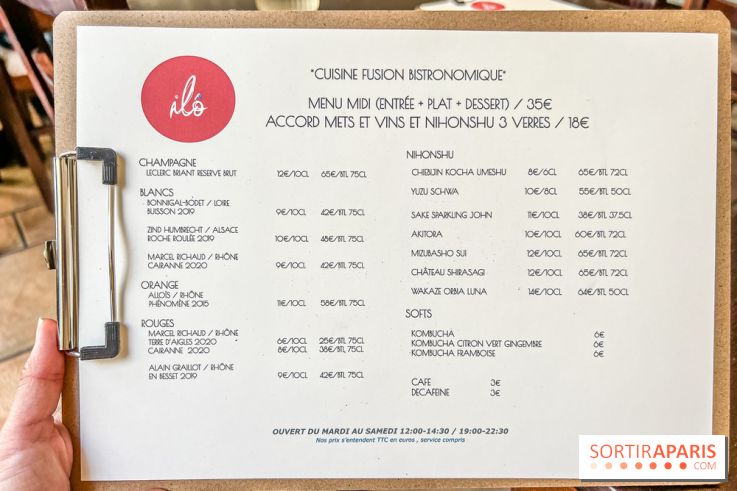 ilô
"CUISINE FUSION BISTRONOMIQUE"
MENU MIDI (ENTRÉE + PLAT + DESSERT) / 35€
ACCORD METS ET VINS ET NIHONSHU 3 VERRES / 18€
CHAMPAGNE
LECLERC BRIANT RESERVE BRUT 12€/10CL 65€/BTL 75CL
BLANCS
BONNIGAL-BODET / LOIRE
BUISSON 2019 9€/10CL 42€/BTL 75CL
ZIND HUMBRECHT / ALSACE
ROCHE ROULÉE 2019 10€/10CL 48€/BTL 75CL
MARCEL RICHAUD / RHÔNE
CAIRANNE 2020 9€/10CL 42€/BTL 75CL
ORANGE
ALLOÏS / RHÔNE
PHÉNOMÈNE 2015 11€/10CL 58€/BTL 75CL
ROUGES
MARCEL RICHAUD / RHÔNE
TERRE D'AIGLES 2020 6€/10CL 25€/BTL 75CL
CAIRANNE 2020 8€/10CL 38€/BTL 75CL
ALAIN GRAILLOT / RHÔNE
EN BESSET 2019 9€/10CL 42€/BTL 75CL
NIHONSHU
CHIEBIJIN KOCHA UMESHU 8€/6CL 65€/BTL 72CL
YUZU SCHWA 10€/8CL 55€/BTL 50CL
SAKE SPARKLING JOHN 11€/10CL 38€/BTL 37,5CL
AKITORA 10€/10CL 60€/BTL 72CL
MIZUBASHO SUI 12€/10CL 65€/BTL 72CL
CHÂTEAU SHIRASAGI 12€/10CL 65€/BTL 72CL
WAKAZE ORBIA LUNA 14€/10CL 64€/BTL 50CL
SOFTS
KOMBUCHA 6€
KOMBUCHA CITRON VERT GINGEMBRE 6€
KOMBUCHA FRAMBOISE 6€
CAFE 3€
DECAFEINE 3€
OUVERT DU MARDI AU SAMEDI 12:00-14:30 / 19:00-22:30
Nos prix s'entendent TTC en euros , service compris
SORTIRAPARIS
.COM